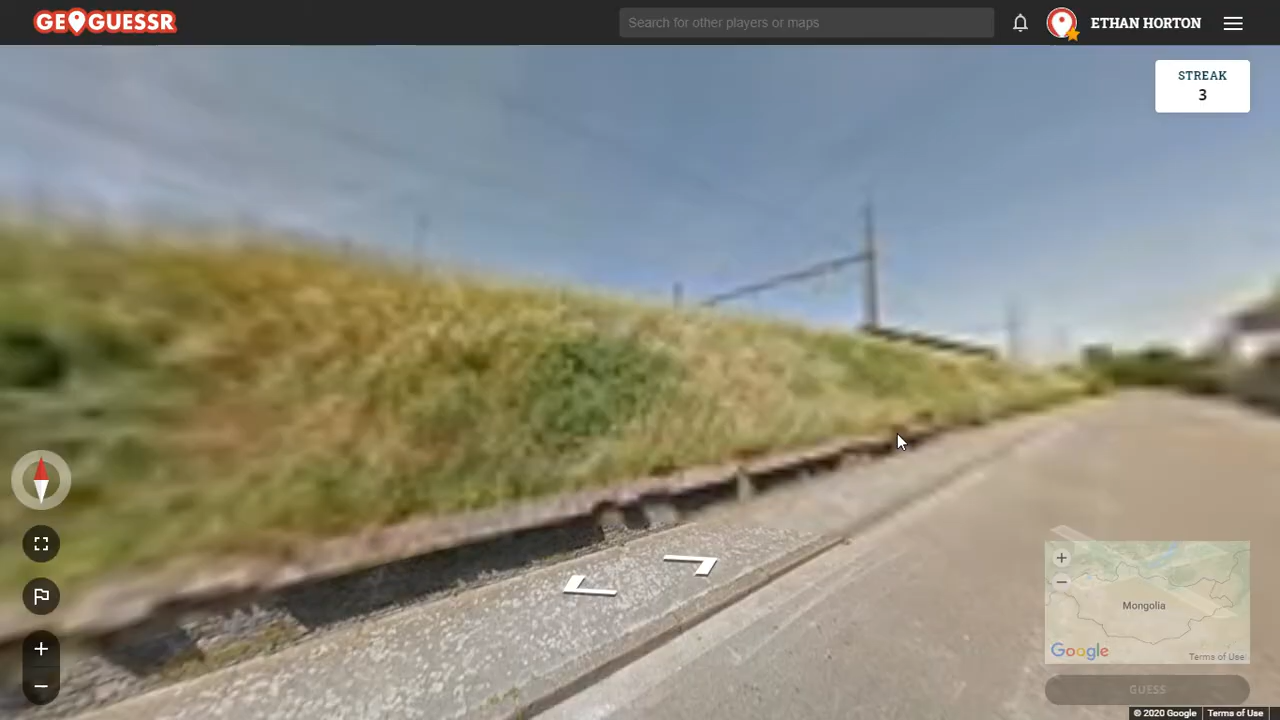 GEOGUESSR
Search for other players or maps
ETHAN HORTON
STREAK
3
+
−
Mongolia
Google
Terms of Use
GUESS
+
−
© 2020 Google
Terms of Use